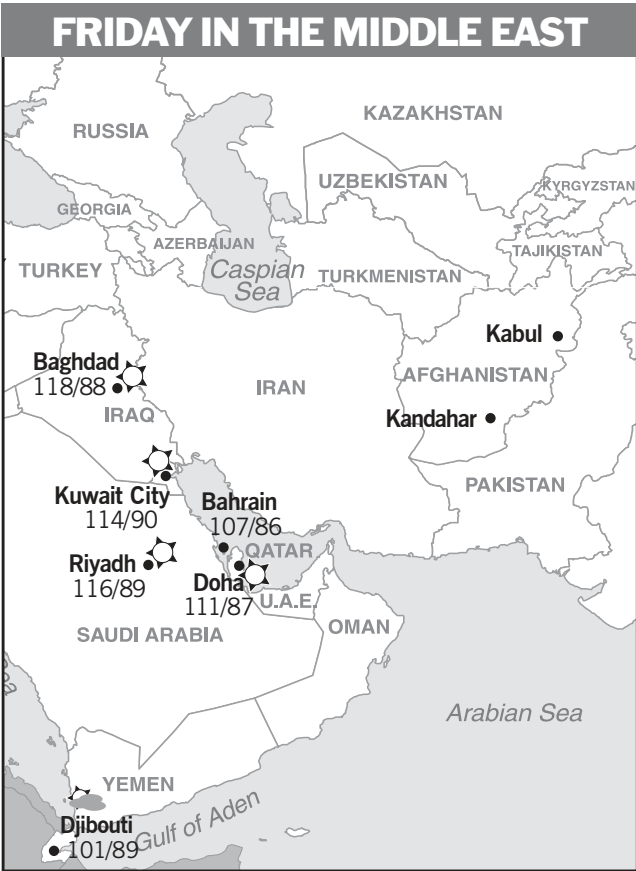 FRIDAY IN THE MIDDLE EAST
KAZAKHSTAN
RUSSIA
UZBEKISTAN
KYRGYZSTAN
GEORGIA
AZERBAIJAN
TAJIKISTAN
TURKEY
Caspian
Sea
TURKMENISTAN
Kabul
Baghdad
118/88
IRAQ
IRAN
AFGHANISTAN
Kandahar
PAKISTAN
Kuwait City
114/90
Bahrain
107/86
QATAR
Riyadh
116/89
Doha
111/87
U.A.E.
OMAN
SAUDI ARABIA
Arabian Sea
YEMEN
Djibouti
101/89
Gulf of Aden